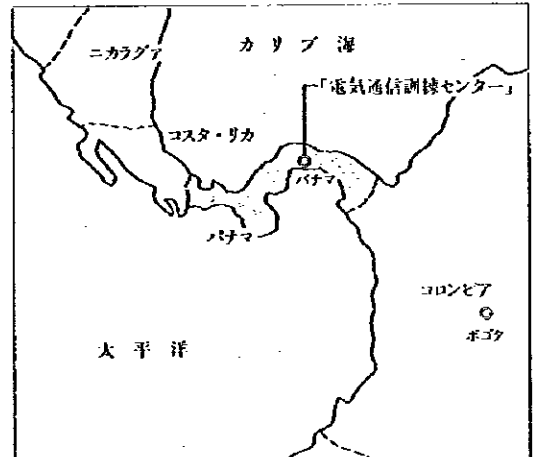 カリブ海
ニカラグア
「電気通信訓練センター」
コスタ・リカ
パナマ
パナマ
コロンビア
ボゴタ
太平洋